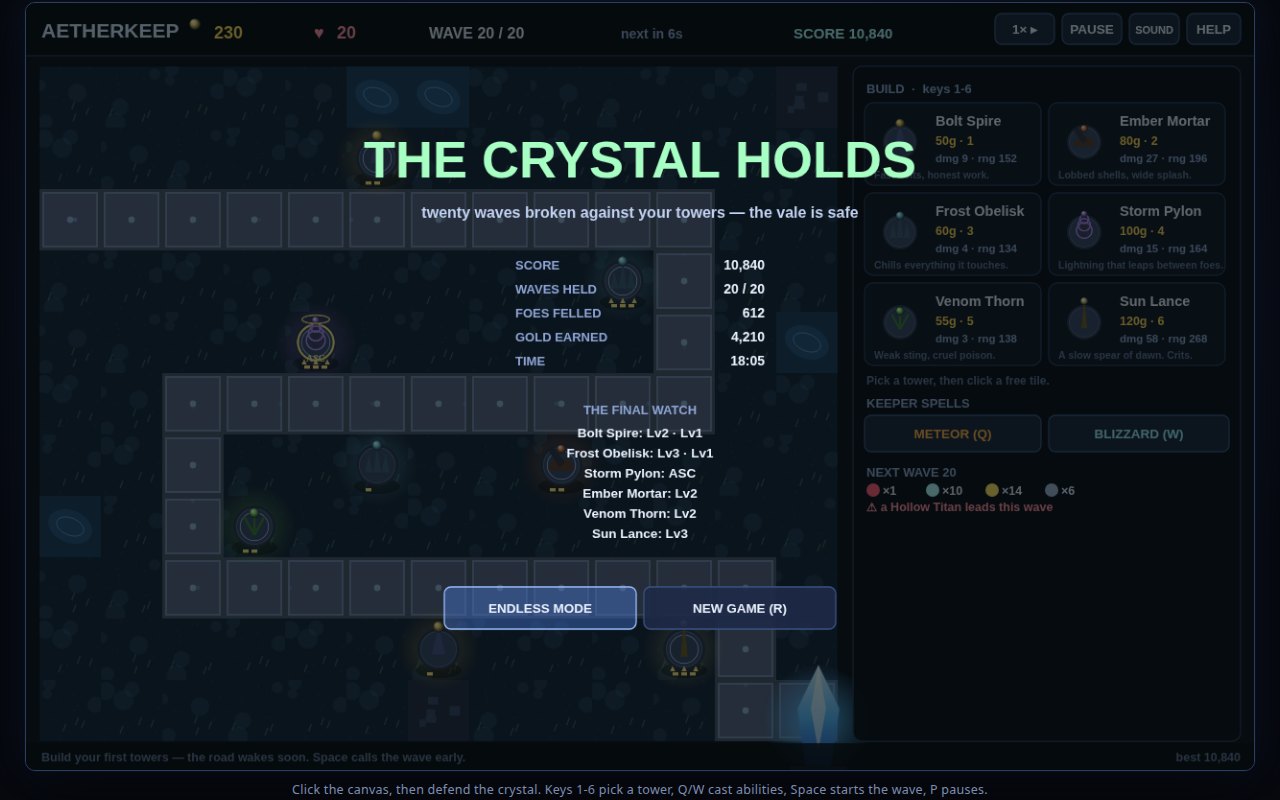 AETHERKEEP 230 ♥ 20 WAVE 20 / 20 next in 6s SCORE 10,840 1× ▸ PAUSE SOUND HELP
THE CRYSTAL HOLDS
twenty waves broken against your towers — the vale is safe
SCORE 10,840
WAVES HELD 20 / 20
FOES FELLED 612
GOLD EARNED 4,210
TIME 18:05
ASC
THE FINAL WATCH
Bolt Spire: Lv2 · Lv1
Frost Obelisk: Lv3 · Lv1
Storm Pylon: ASC
Ember Mortar: Lv2
Venom Thorn: Lv2
Sun Lance: Lv3
ENDLESS MODE NEW GAME (R)
BUILD · keys 1-6
Bolt Spire
50g · 1
dmg 9 · rng 152
honest work.
Ember Mortar
80g · 2
dmg 27 · rng 196
Lobbed shells, wide splash.
Frost Obelisk
60g · 3
dmg 4 · rng 134
Chills everything it touches.
Storm Pylon
100g · 4
dmg 15 · rng 164
Lightning that leaps between foes.
Venom Thorn
55g · 5
dmg 3 · rng 138
Weak sting, cruel poison.
Sun Lance
120g · 6
dmg 58 · rng 268
A slow spear of dawn. Crits.
Pick a tower, then click a free tile.
KEEPER SPELLS
METEOR (Q) BLIZZARD (W)
NEXT WAVE 20
×1 ×10 ×14 ×6
⚠ a Hollow Titan leads this wave
Build your first towers — the road wakes soon. Space calls the wave early. best 10,840
Click the canvas, then defend the crystal. Keys 1-6 pick a tower, Q/W cast abilities, Space starts the wave, P pauses.